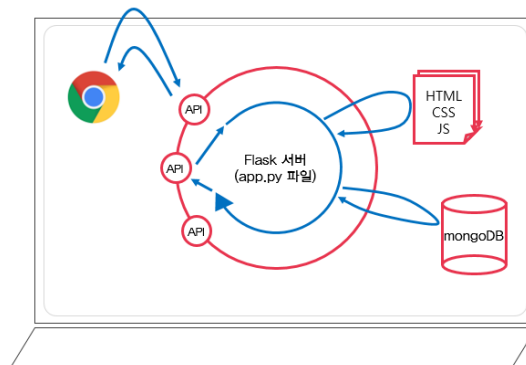 API
HTML
CSS
JS
Flask 서버
(app.py 파일)
API
API
mongoDB